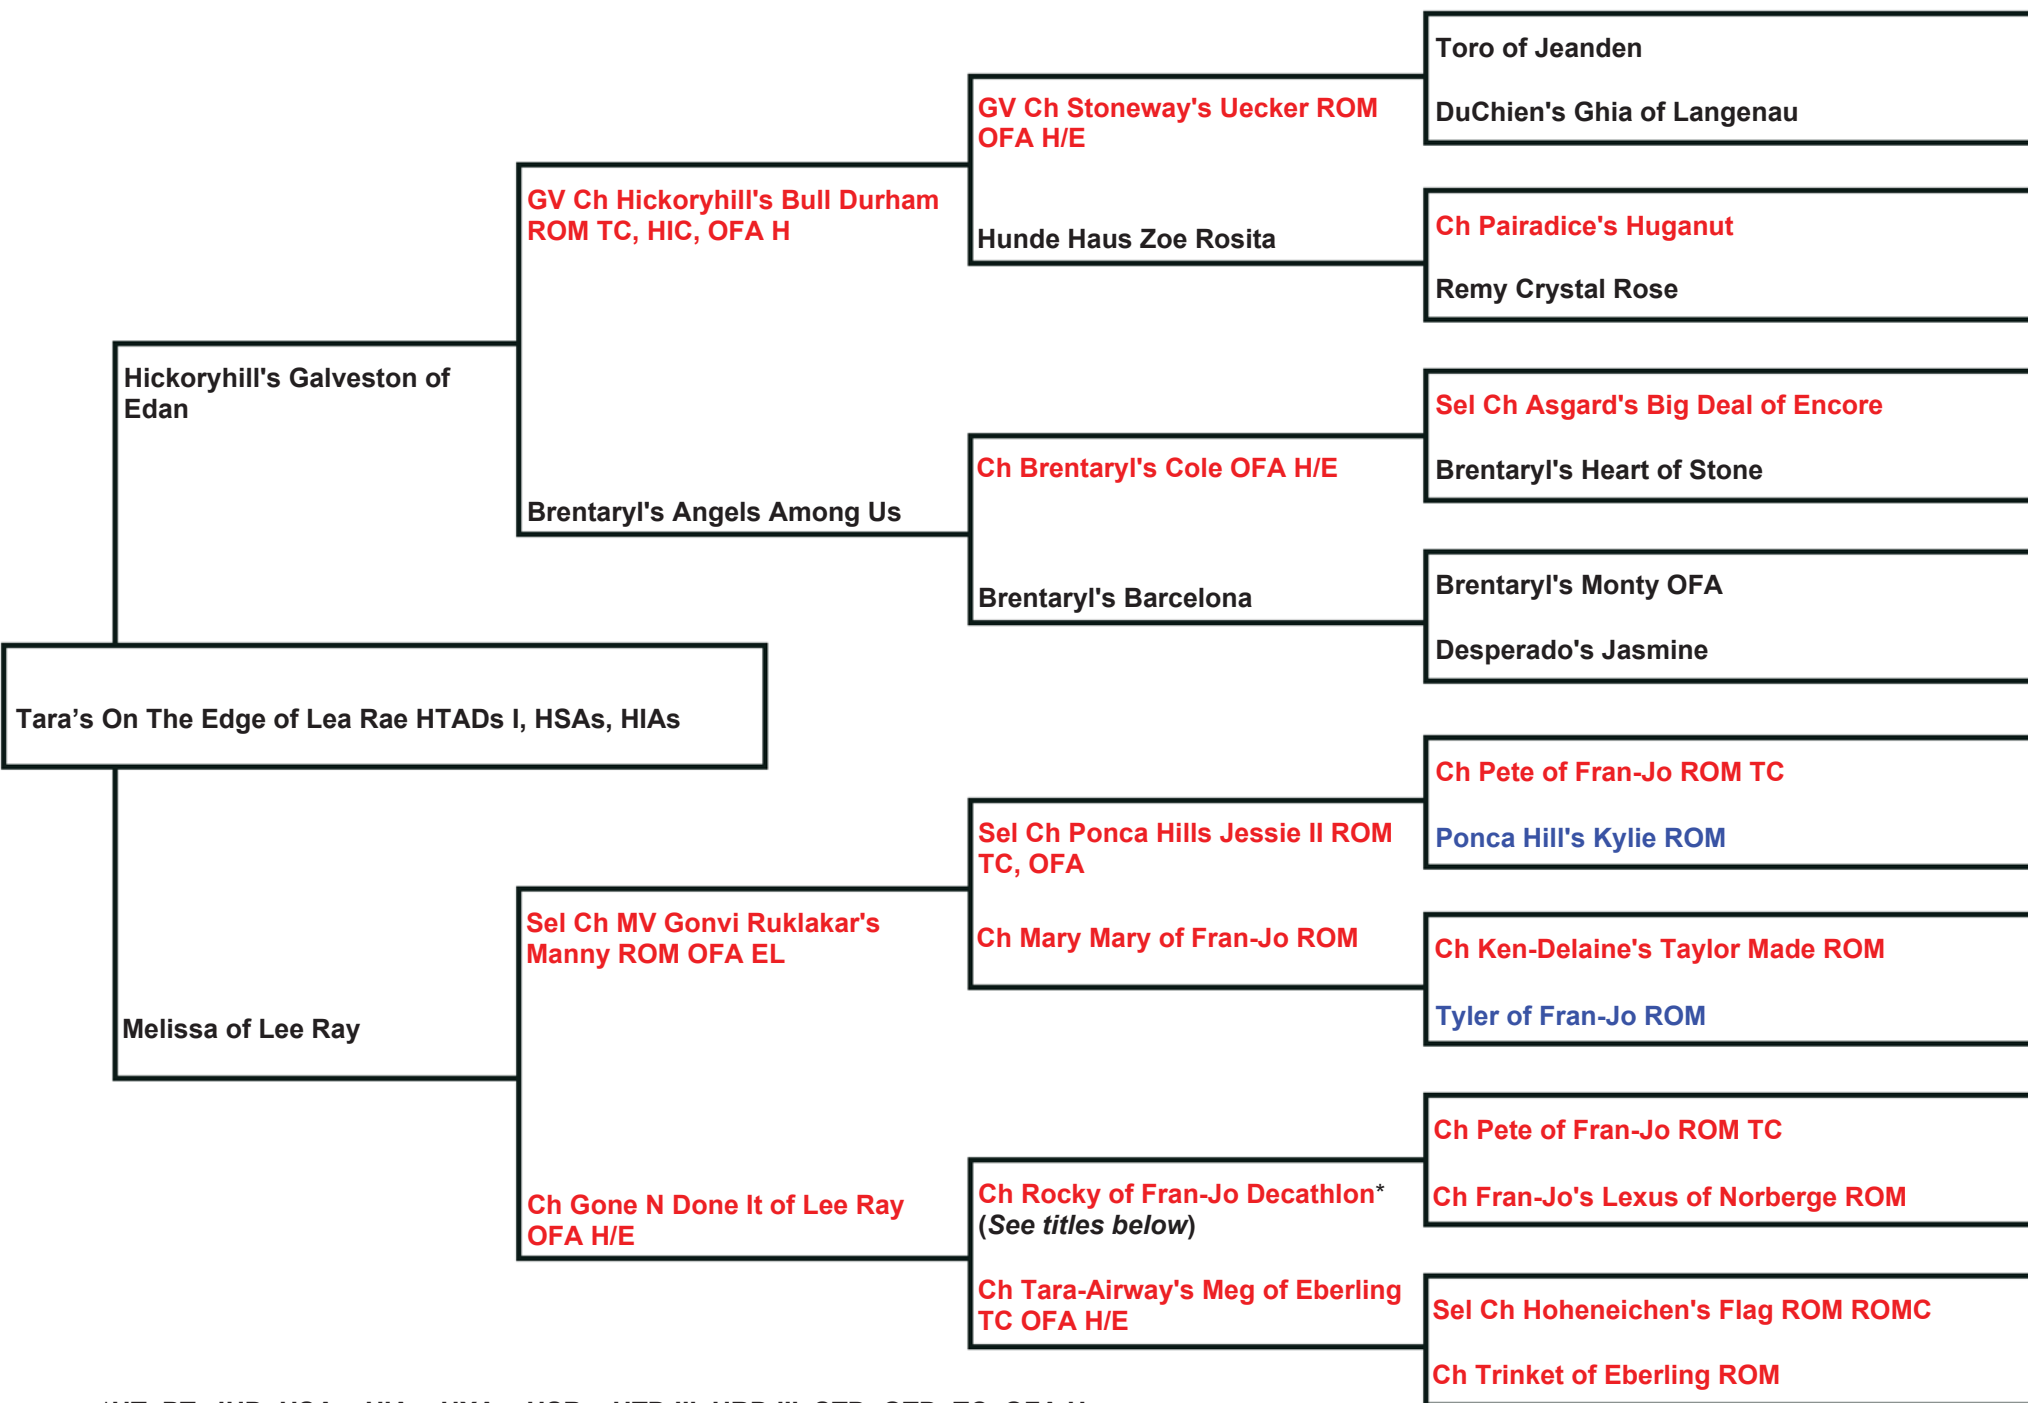 Toro of Jeanden
DuChien's Ghia of Langenau
GV Ch Stoneway's Uecker ROM
OFA H/E
Hunde Haus Zoe Rosita
Ch Pairadice's Huganut
Remy Crystal Rose
GV Ch Hickoryhill's Bull Durham
ROM TC, HIC, OFA H
Hickoryhill's Galveston of
Edan
Sel Ch Asgard's Big Deal of Encore
Brentaryl's Heart of Stone
Ch Brentaryl's Cole OFA H/E
Brentaryl's Angels Among Us
Brentaryl's Barcelona
Brentaryl's Monty OFA
Desperado's Jasmine
Tara’s On The Edge of Lea Rae HTADs I, HSAs, HIAs
Ch Pete of Fran-Jo ROM TC
Ponca Hill's Kylie ROM
Sel Ch Ponca Hills Jessie II ROM
TC, OFA
Ch Mary Mary of Fran-Jo ROM
Ch Ken-Delaine's Taylor Made ROM
Tyler of Fran-Jo ROM
Sel Ch MV Gonvi Ruklakar's
Manny ROM OFA EL
Melissa of Lee Ray
Ch Pete of Fran-Jo ROM TC
Ch Fran-Jo's Lexus of Norberge ROM
Ch Rocky of Fran-Jo Decathlon*
(See titles below)
Ch Gone N Done It of Lee Ray
OFA H/E
Ch Tara-Airway's Meg of Eberling
TC OFA H/E
Sel Ch Hoheneichen's Flag ROM ROMC
Ch Trinket of Eberling ROM